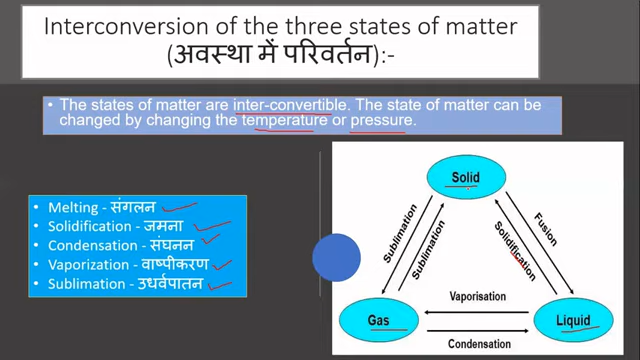 Interconversion of the three states of matter
(अवस्था में परिवर्तन):-
• The states of matter are inter-convertible. The state of matter can be
changed by changing the temperature or pressure.
• Melting - संगलन
• Solidification - जमना
• Condensation - संघनन
• Vaporization - वाष्पीकरण
• Sublimation - उधर्वपातन
Solid
Sublimation
Sublimation
Solidification
Fusion
Vaporisation
Gas
Liquid
Condensation